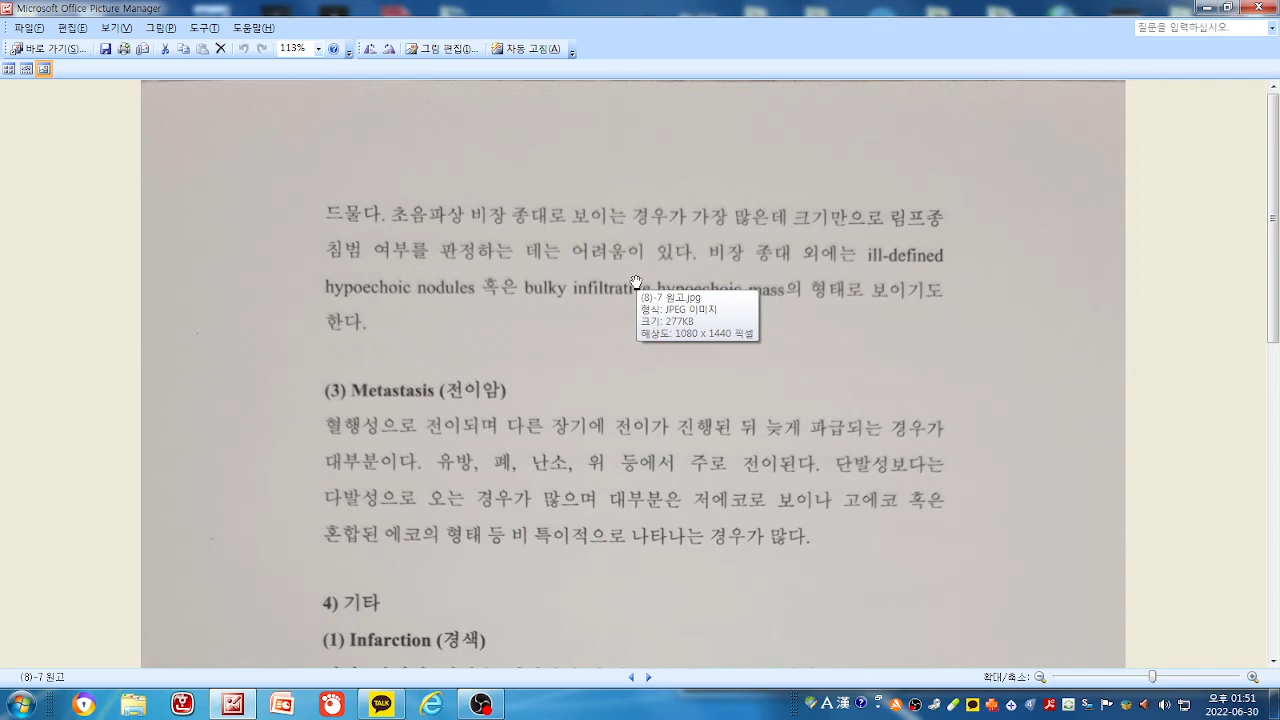 Microsoft Office Picture Manager
파일(F) 편집(E) 보기(V) 그림(P) 도구(T) 도움말(H)
질문을 입력하십시오.
바로 가기(S)... 113% 그림 편집(D)... 자동 고침(A)
드물다. 초음파상 비장 종대로 보이는 경우가 가장 많은데 크기만으로 림프종
침범 여부를 판정하는 데는 어려움이 있다. 비장 종대 외에는 ill-defined
hypoechoic nodules 혹은 bulky infiltrative hypoechoic mass의 형태로 보이기도
한다.
(8)-7 원고.jpg
형식: JPEG 이미지
크기: 277KB
해상도: 1080 x 1440 픽셀
(3) Metastasis (전이암)
혈행성으로 전이되며 다른 장기에 전이가 진행된 뒤 늦게 파급되는 경우가
대부분이다. 유방, 폐, 난소, 위 등에서 주로 전이된다. 단발성보다는
다발성으로 오는 경우가 많으며 대부분은 저에코로 보이나 고에코 혹은
혼합된 에코의 형태 등 비 특이적으로 나타나는 경우가 많다.
4) 기타
(1) Infarction (경색)
(8)-7 원고
확대/축소:
TALK
A 漢
오후 01:51
2022-06-30